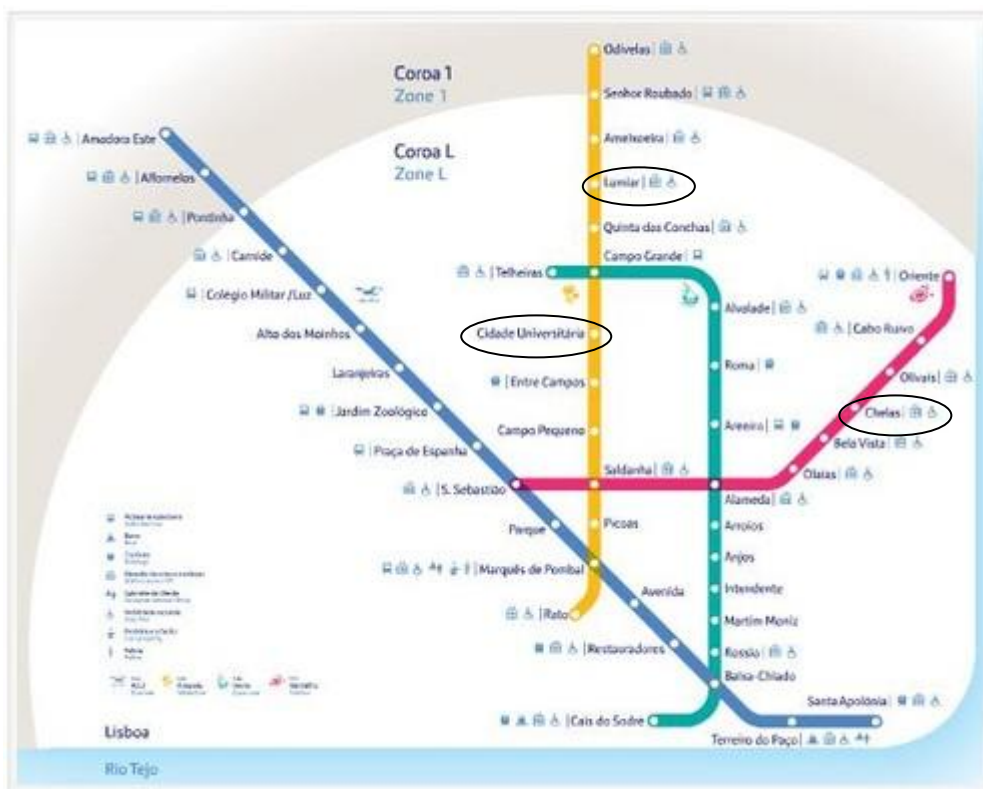 Odivelas
Coroa 1
Zone 1
Senhor Roubado
Amadora Este
Ameixoeira
Coroa L
Zone L
Alfornelos
Lumiar
Pontinha
Quinta das Conchas
Carnide
Campo Grande
Telheiras
Oriente
Colégio Militar /Luz
Alvalade
Cabo Ruivo
Alto dos Moinhos
Cidade Universitária
Laranjeiras
Roma
Olivais
Entre Campos
Jardim Zoológico
Chelas
Campo Pequeno
Areeiro
Bela Vista
Praça de Espanha
Saldanha
Olaias
S. Sebastião
Alameda
Parque
Picoas
Arroios
Anjos
Marquês de Pombal
Avenida
Intendente
Rato
Martim Moniz
Restauradores
Rossio
Baixa-Chiado
Santa Apolónia
Cais do Sodré
Terreiro do Paço
Lisboa
Rio Tejo